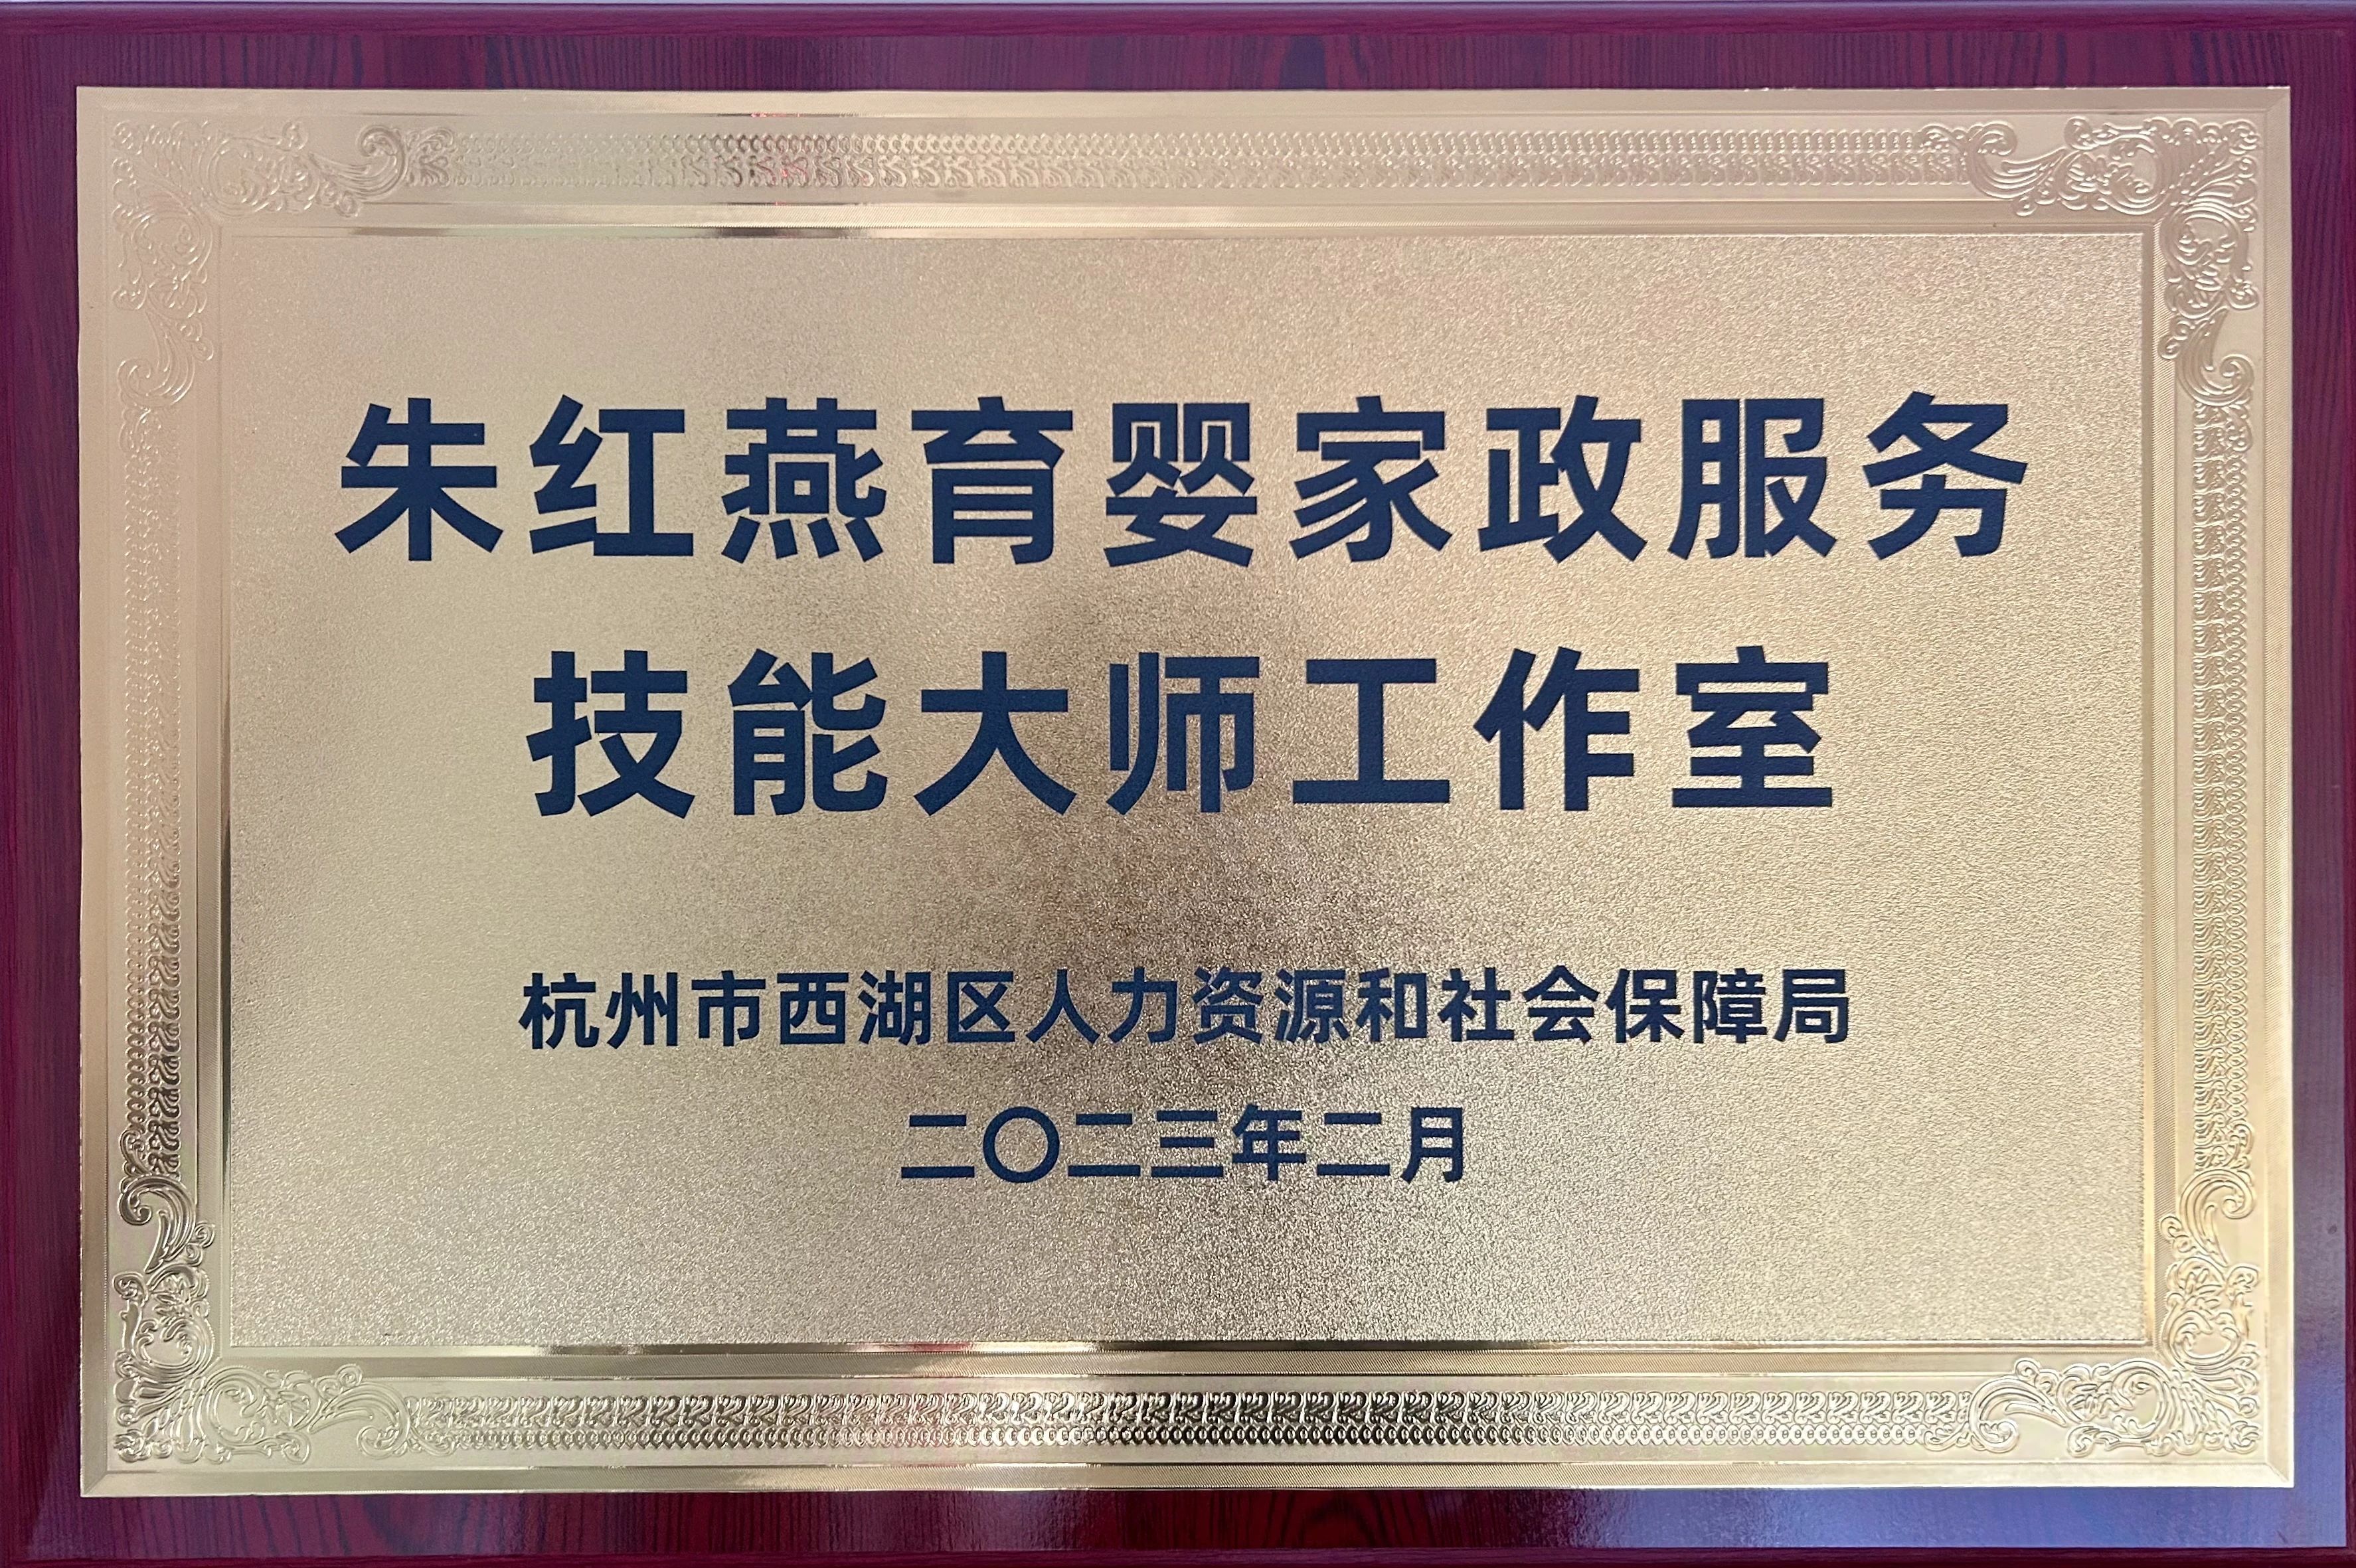 朱红燕育婴家政服务
技能大师工作室
杭州市西湖区人力资源和社会保障局
二〇二三年二月